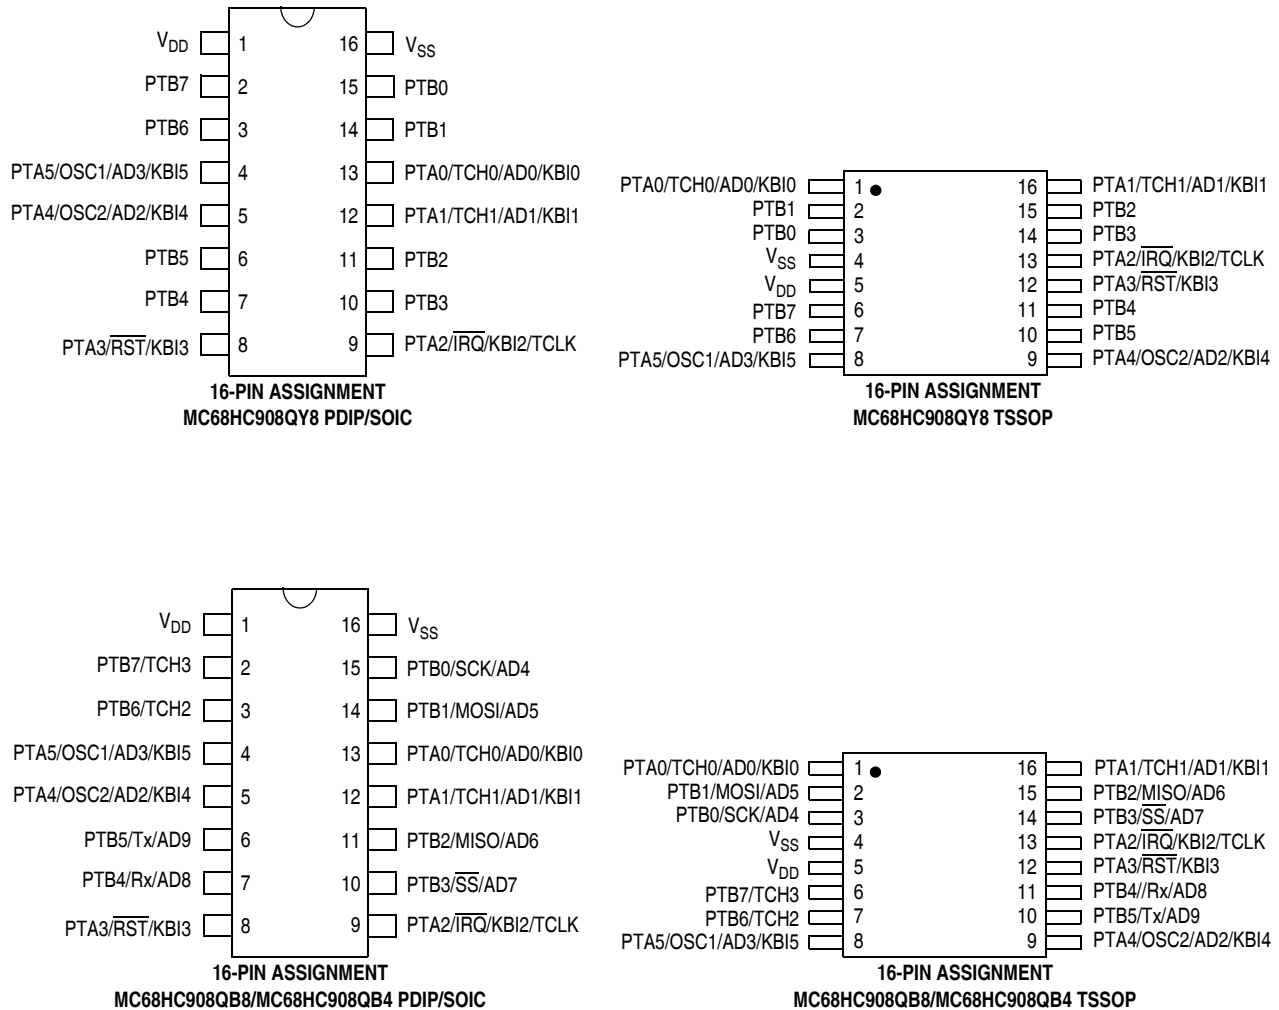 VDD 1 16 VSS
PTB7 2 15 PTB0
PTB6 3 14 PTB1
PTA5/OSC1/AD3/KBI5 4 13 PTA0/TCH0/AD0/KBI0
PTA4/OSC2/AD2/KBI4 5 12 PTA1/TCH1/AD1/KBI1
PTB5 6 11 PTB2
PTB4 7 10 PTB3
PTA3/RST/KBI3 8 9 PTA2/IRQ/KBI2/TCLK
16-PIN ASSIGNMENT
MC68HC908QY8 PDIP/SOIC
PTA0/TCH0/AD0/KBI0 1 16 PTA1/TCH1/AD1/KBI1
PTB1 2 15 PTB2
PTB0 3 14 PTB3
VSS 4 13 PTA2/IRQ/KBI2/TCLK
VDD 5 12 PTA3/RST/KBI3
PTB7 6 11 PTB4
PTB6 7 10 PTB5
PTA5/OSC1/AD3/KBI5 8 9 PTA4/OSC2/AD2/KBI4
16-PIN ASSIGNMENT
MC68HC908QY8 TSSOP
VDD 1 16 VSS
PTB7/TCH3 2 15 PTB0/SCK/AD4
PTB6/TCH2 3 14 PTB1/MOSI/AD5
PTA5/OSC1/AD3/KBI5 4 13 PTA0/TCH0/AD0/KBI0
PTA4/OSC2/AD2/KBI4 5 12 PTA1/TCH1/AD1/KBI1
PTB5/Tx/AD9 6 11 PTB2/MISO/AD6
PTB4/Rx/AD8 7 10 PTB3/SS/AD7
PTA3/RST/KBI3 8 9 PTA2/IRQ/KBI2/TCLK
16-PIN ASSIGNMENT
MC68HC908QB8/MC68HC908QB4 PDIP/SOIC
PTA0/TCH0/AD0/KBI0 1 16 PTA1/TCH1/AD1/KBI1
PTB1/MOSI/AD5 2 15 PTB2/MISO/AD6
PTB0/SCK/AD4 3 14 PTB3/SS/AD7
VSS 4 13 PTA2/IRQ/KBI2/TCLK
VDD 5 12 PTA3/RST/KBI3
PTB7/TCH3 6 11 PTB4//Rx/AD8
PTB6/TCH2 7 10 PTB5/Tx/AD9
PTA5/OSC1/AD3/KBI5 8 9 PTA4/OSC2/AD2/KBI4
16-PIN ASSIGNMENT
MC68HC908QB8/MC68HC908QB4 TSSOP